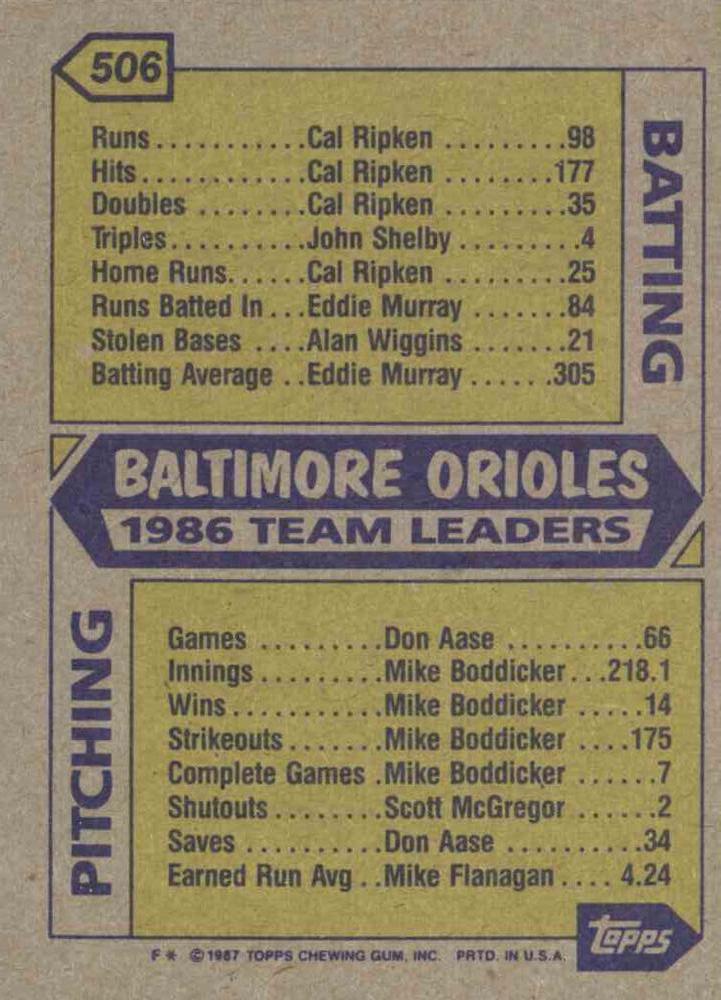 506
BATTING
Runs...........Cal Ripken .........98
Hits............Cal Ripken ........177
Doubles ........Cal Ripken .........35
Triples..........John Shelby .........4
Home Runs......Cal Ripken .........25
Runs Batted In...Eddie Murray .......84
Stolen Bases ....Alan Wiggins .......21
Batting Average ..Eddie Murray ......305
BALTIMORE ORIOLES
1986 TEAM LEADERS
PITCHING
Games .........Don Aase ..........66
Innings.........Mike Boddicker...218.1
Wins...........Mike Boddicker .....14
Strikeouts.......Mike Boddicker ....175
Complete Games .Mike Boddicker ......7
Shutouts........Scott McGregor ......2
Saves ..........Don Aase ..........34
Earned Run Avg ..Mike Flanagan .... 4.24
topps
F * © 1987 TOPPS CHEWING GUM, INC. PRTD. IN U.S.A.